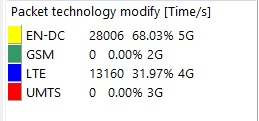 Packet technology modify [Time/s]
EN-DC 28006 68.03% 5G
GSM 0 0.00% 2G
LTE 13160 31.97% 4G
UMTS 0 0.00% 3G